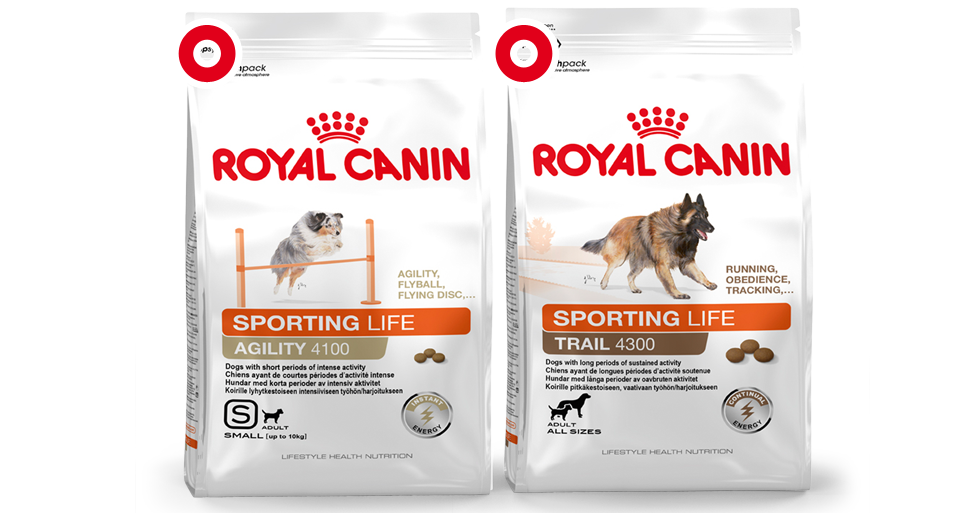 pack
atmosphere
ROYAL CANIN
AGILITY,
FLYBALL,
FLYING DISC,...
SPORTING LIFE
AGILITY 4100
Dogs with short periods of intense activity
Chiens ayant de courtes périodes d'activité intense
Hundar med korta perioder av intensiv aktivitet
Koirille lyhytkestoiseen intensiiviseen työhön/harjoitukseen
S
ADULT
SMALL [up to 10kg]
INSTANT
ENERGY
LIFESTYLE HEALTH NUTRITION
pack
atmosphere
ROYAL CANIN
RUNNING,
OBEDIENCE,
TRACKING,...
SPORTING LIFE
TRAIL 4300
Dogs with long periods of sustained activity
Chiens ayant de longues périodes d'activité soutenue
Hundar med långa perioder av oavbruten aktivitet
Koirille pitkäkestoiseen, vaativaan työhön/harjoitukseen
ADULT
ALL SIZES
CONTINUAL
ENERGY
LIFESTYLE HEALTH NUTRITION